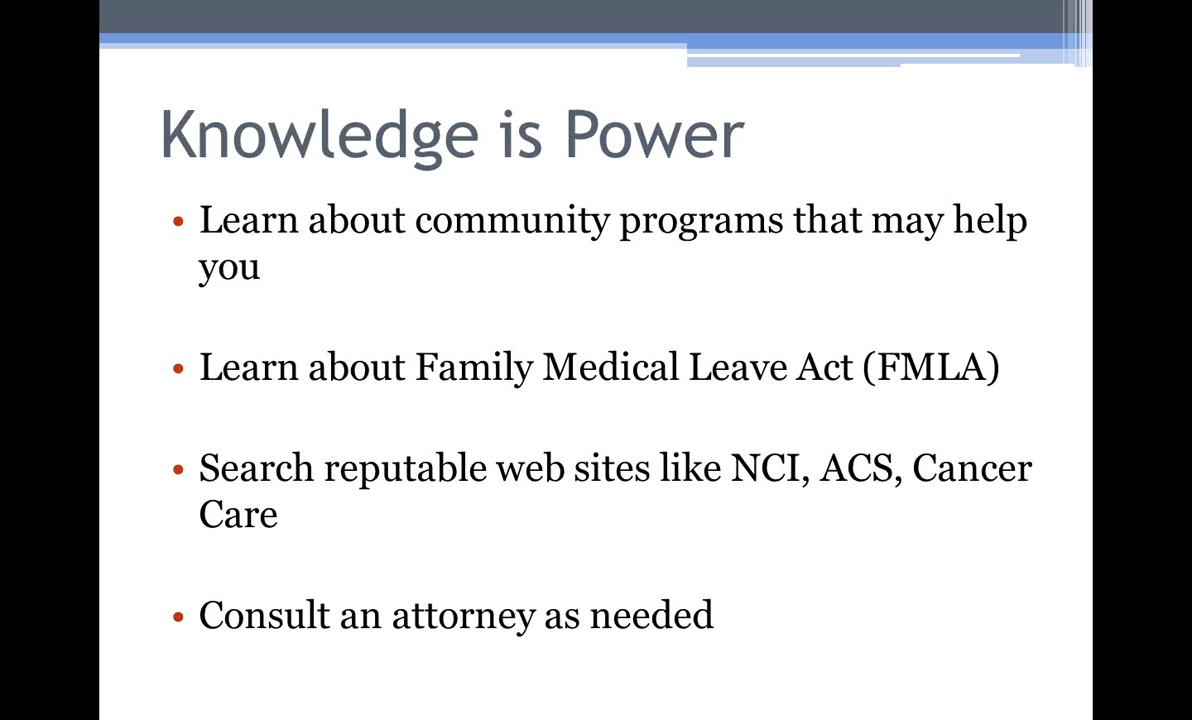 Knowledge is Power
• Learn about community programs that may help
you
• Learn about Family Medical Leave Act (FMLA)
• Search reputable web sites like NCI, ACS, Cancer
Care
• Consult an attorney as needed